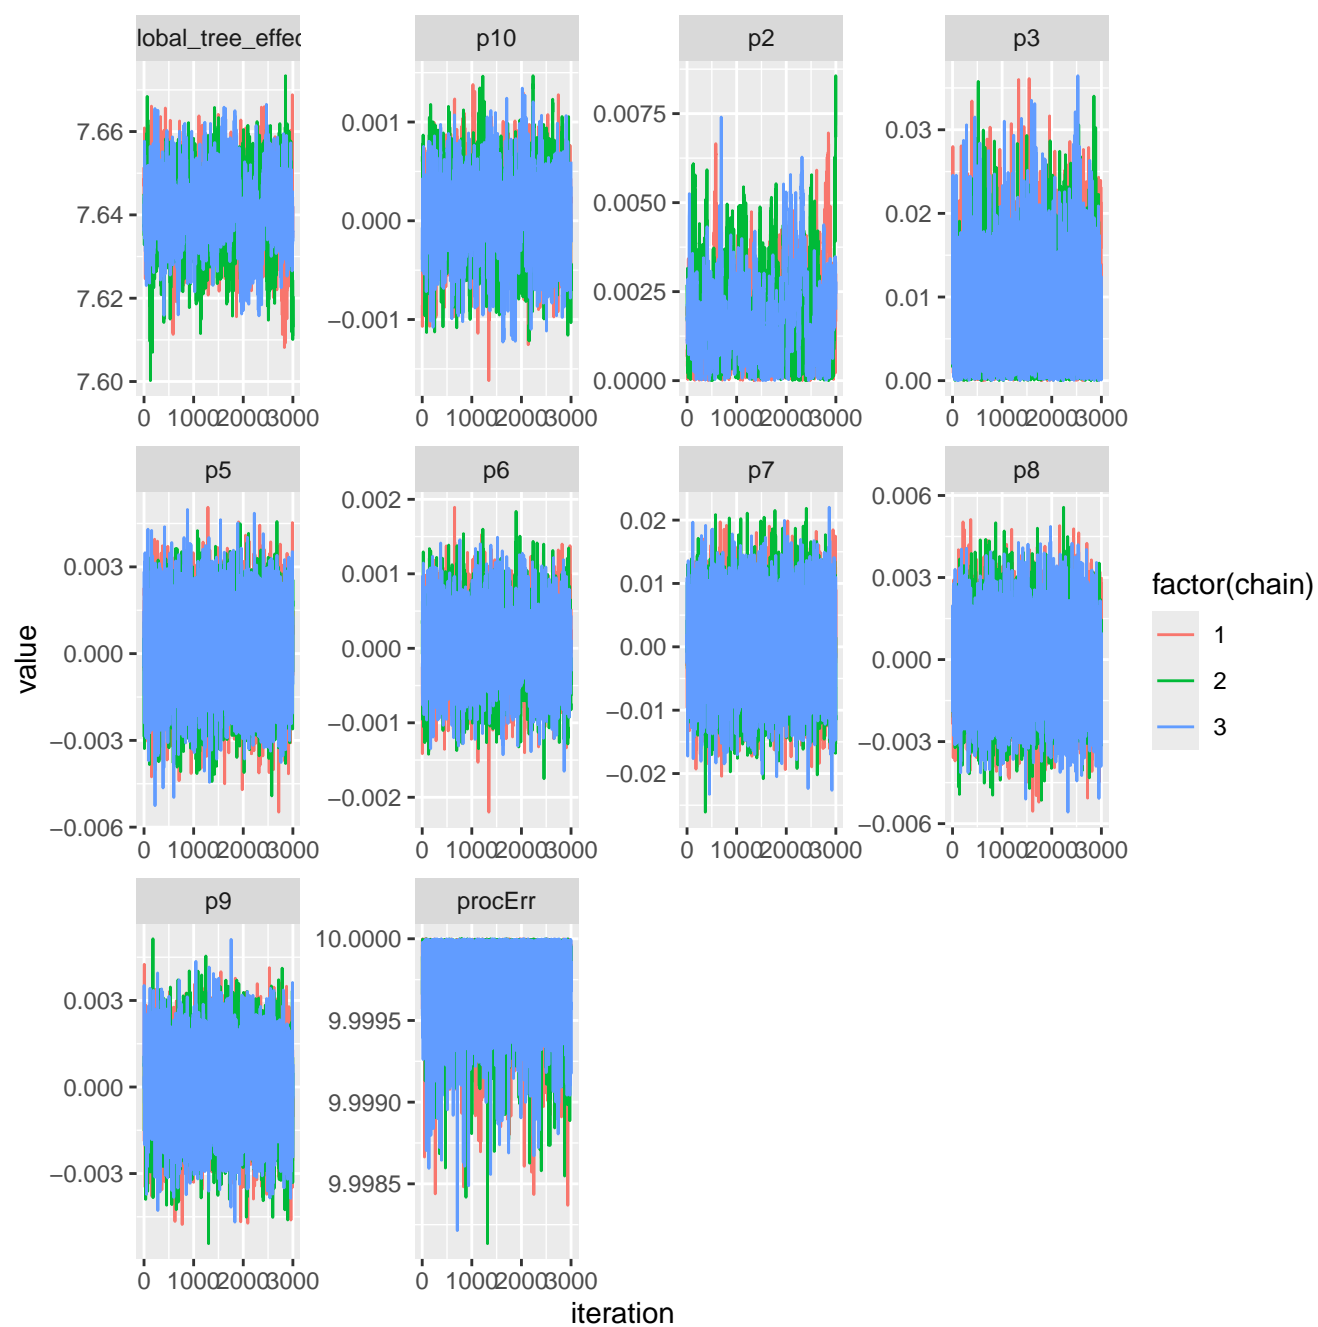 lobal_tree_effec
p10
p2
p3
7.66
7.64
7.62
7.60
0.001
0.000
−0.001
0.0075
0.0050
0.0025
0.0000
0.03
0.02
0.01
0.00
0 1000 2000 3000
0 1000 2000 3000
0 1000 2000 3000
0 1000 2000 3000
p5
p6
p7
p8
0.003
0.000
−0.003
−0.006
0.002
0.001
0.000
−0.001
−0.002
0.02
0.01
0.00
−0.01
−0.02
0.006
0.003
0.000
−0.003
−0.006
0 1000 2000 3000
0 1000 2000 3000
0 1000 2000 3000
0 1000 2000 3000
p9
procErr
0.003
0.000
−0.003
10.0000
9.9995
9.9990
9.9985
0 1000 2000 3000
0 1000 2000 3000
value
iteration
factor(chain)
1
2
3